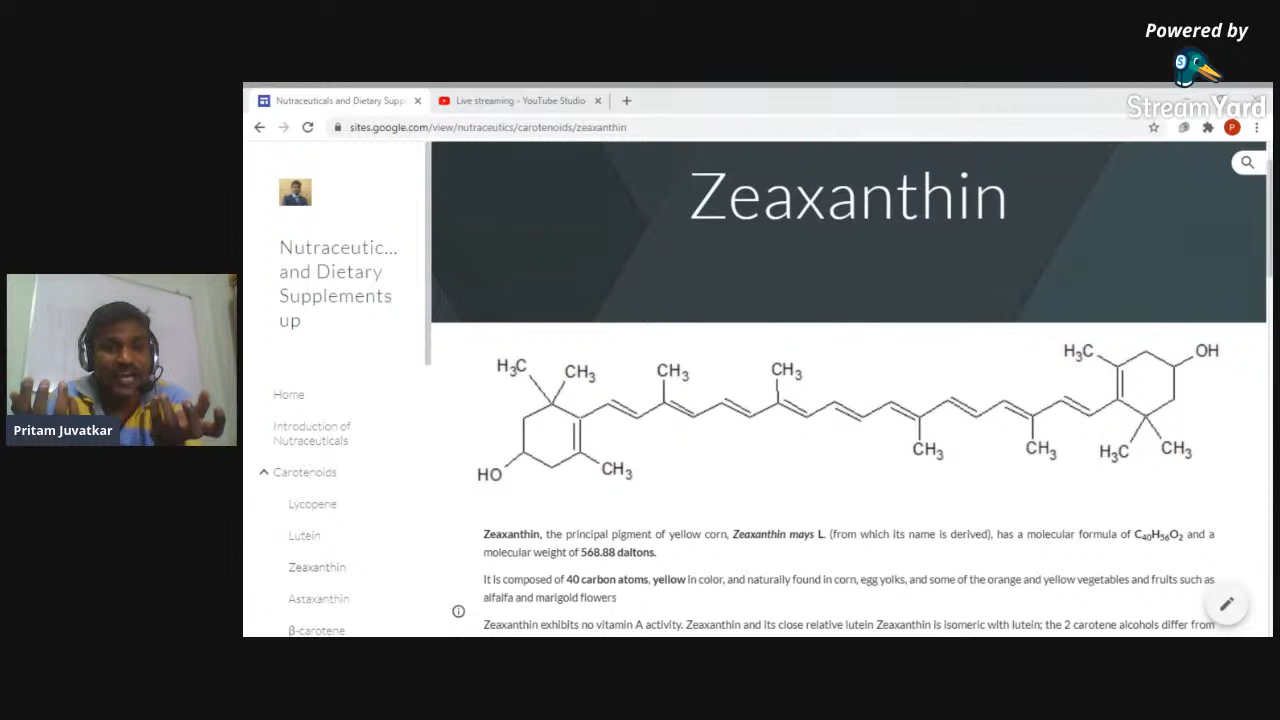 Powered by
StreamYard
Nutraceuticals and Dietary Supp
Live streaming - YouTube Studio
sites.google.com/view/nutraceutics/carotenoids/zeaxanthin
P
Zeaxanthin
Nutraceutic...
and Dietary
Supplements
up
Home
Introduction of
Nutraceuticals
Carotenoids
Lycopene
Lutein
Zeaxanthin
Astaxanthin
β-carotene
H₃C CH₃ CH₃ CH₃ H₃C OH
HO CH₃ CH₃ CH₃ H₃C CH₃
Zeaxanthin, the principal pigment of yellow corn, Zeaxanthin mays L. (from which its name is derived), has a molecular formula of C₄₀H₅₆O₂ and a
molecular weight of 568.88 daltons.
It Is composed of 40 carbon atoms, yellow in color, and naturally found in corn, egg yolks, and some of the orange and yellow vegetables and fruits such as
alfalfa and marigold flowers
Zeaxanthin exhibits no vitamin A activity. Zeaxanthin and its close relative lutein Zeaxanthin is isomeric with lutein; the 2 carotene alcohols differ from
Pritam Juvatkar